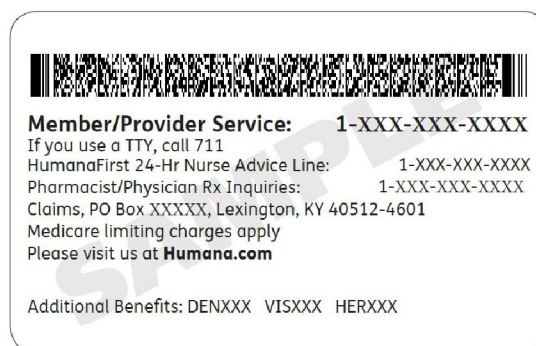 Member/Provider Service: 1-XXX-XXX-XXXX
If you use a TTY, call 711
HumanaFirst 24-Hr Nurse Advice Line: 1-XXX-XXX-XXXX
Pharmacist/Physician Rx Inquiries: 1-XXX-XXX-XXXX
Claims, PO Box XXXXX, Lexington, KY 40512-4601
Medicare limiting charges apply
Please visit us at Humana.com
Additional Benefits: DENXXX VISXXX HERXXX
SAMPLE